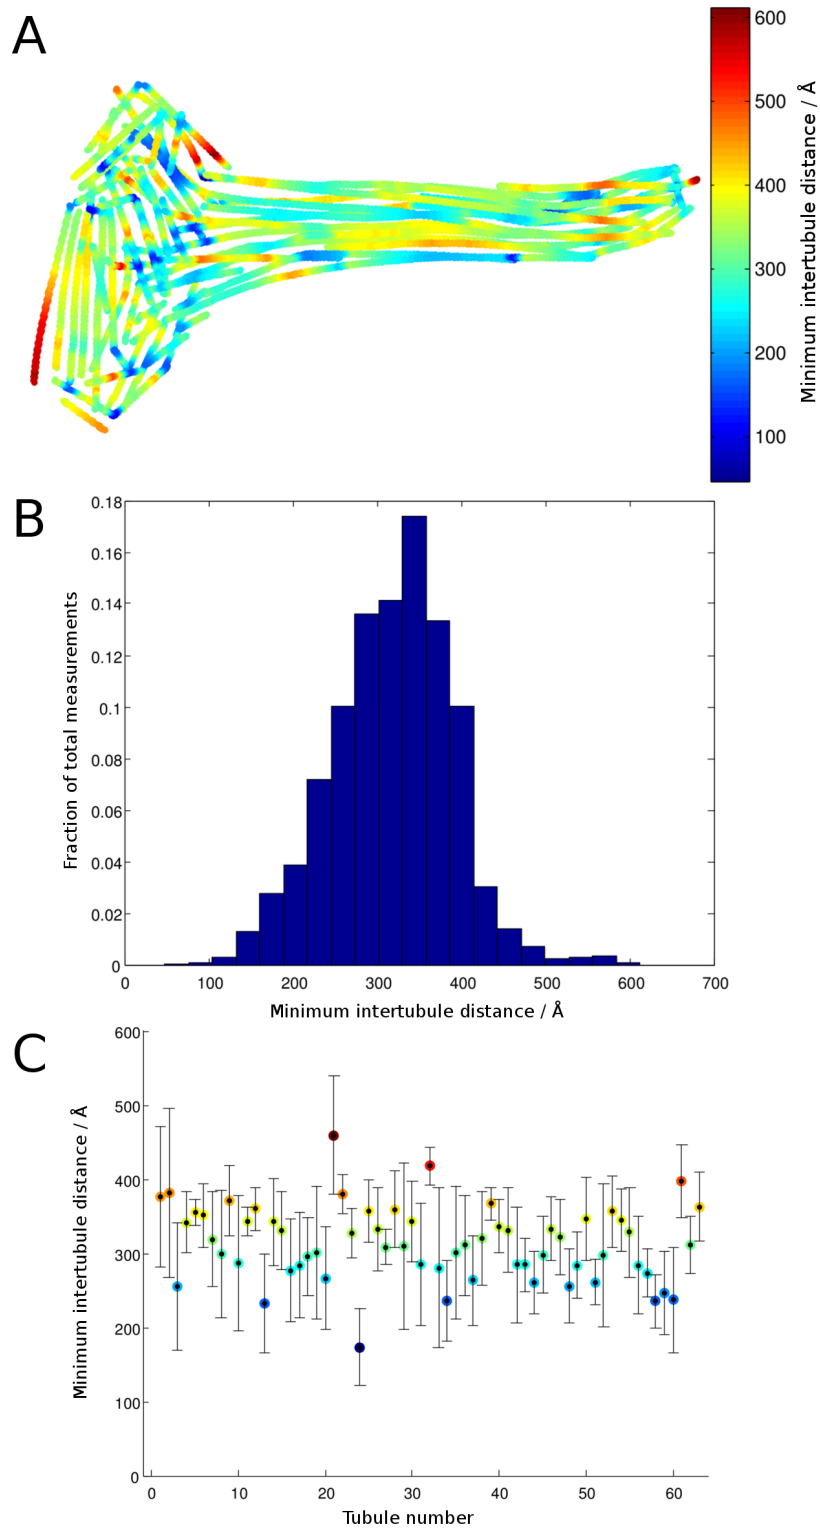 A
600
500
400
300
200
100
Minimum intertubule distance / Å
B
0.18
0.16
0.14
0.12
0.1
0.08
0.06
0.04
0.02
0
Fraction of total measurements
0 100 200 300 400 500 600 700
Minimum intertubule distance / Å
C
600
500
400
300
200
100
0
Minimum intertubule distance / Å
0 10 20 30 40 50 60
Tubule number